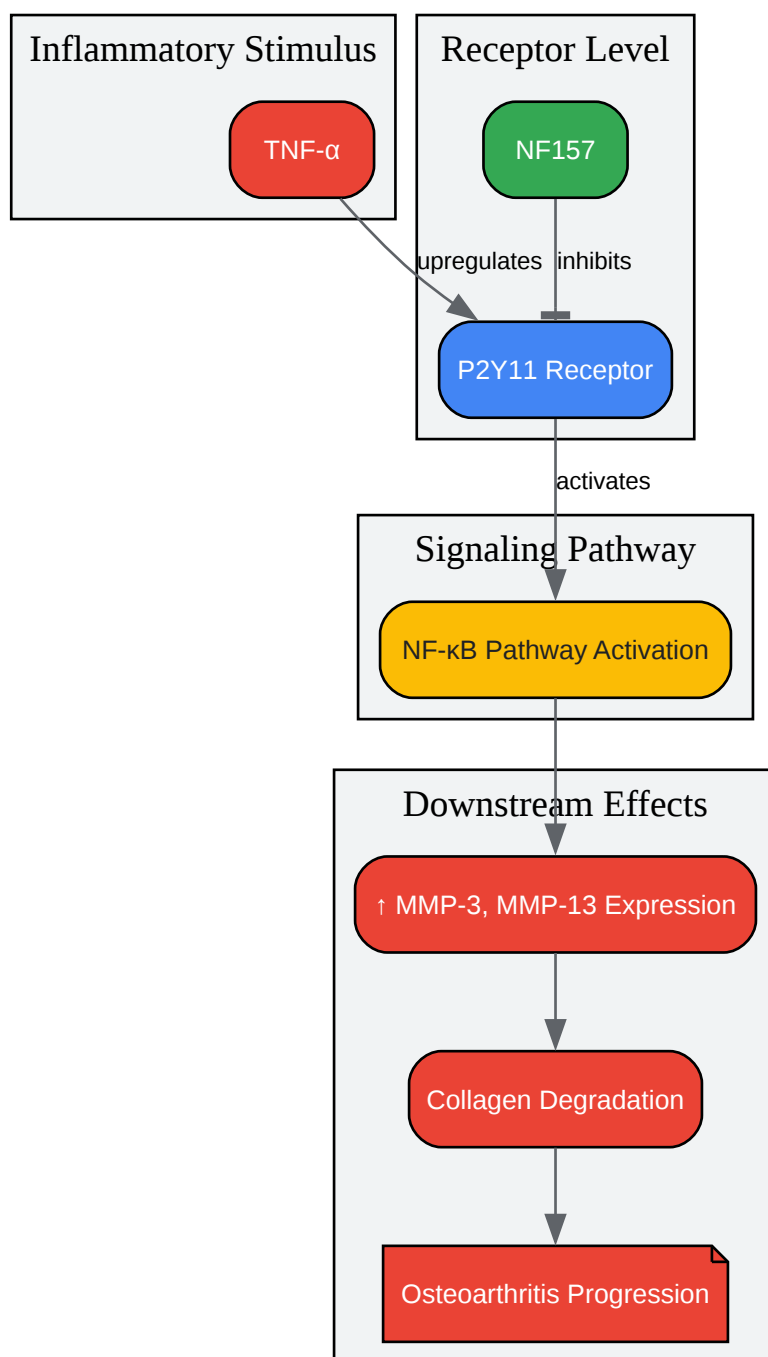 Inflammatory Stimulus
Receptor Level
TNF-α
NF157
upregulates
inhibits
P2Y11 Receptor
activates
Signaling Pathway
NF-κB Pathway Activation
Downstream Effects
↑ MMP-3, MMP-13 Expression
Collagen Degradation
Osteoarthritis Progression